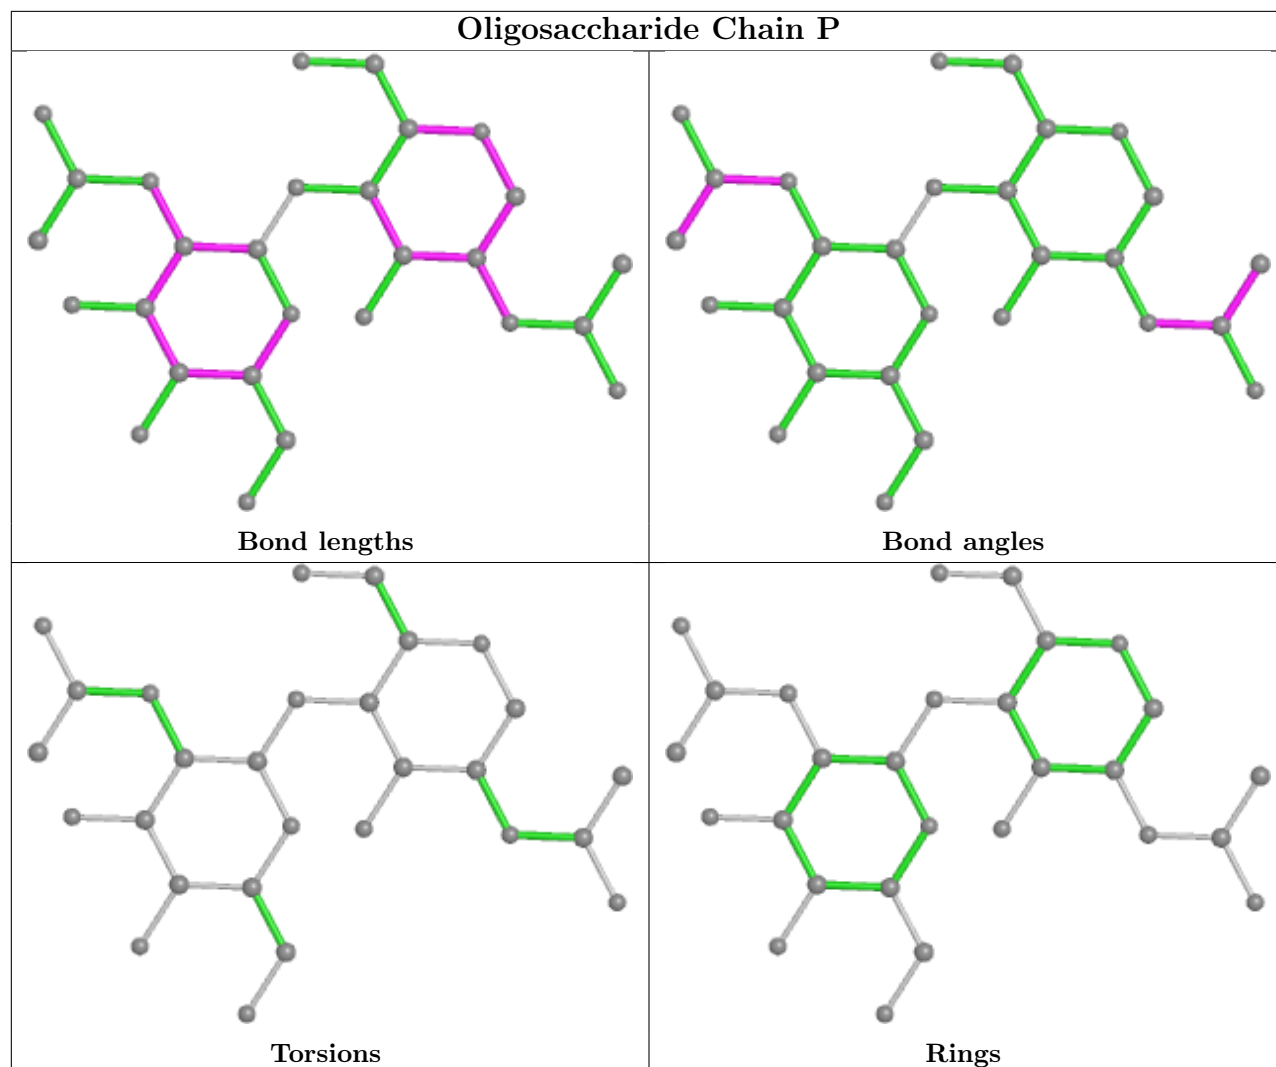 Oligosaccharide Chain P
Bond lengths
Bond angles
Torsions
Rings